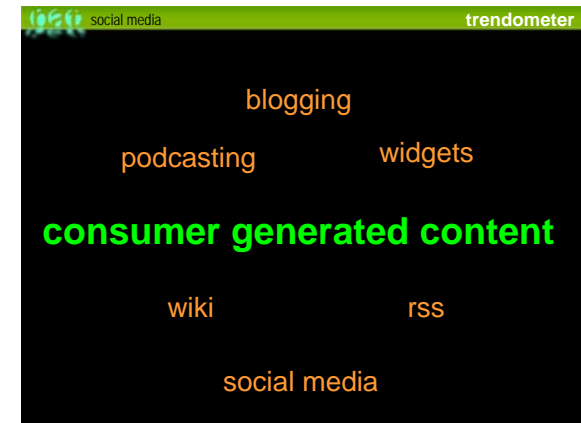 social media trendometer
blogging
podcasting widgets
consumer generated content
wiki rss
social media